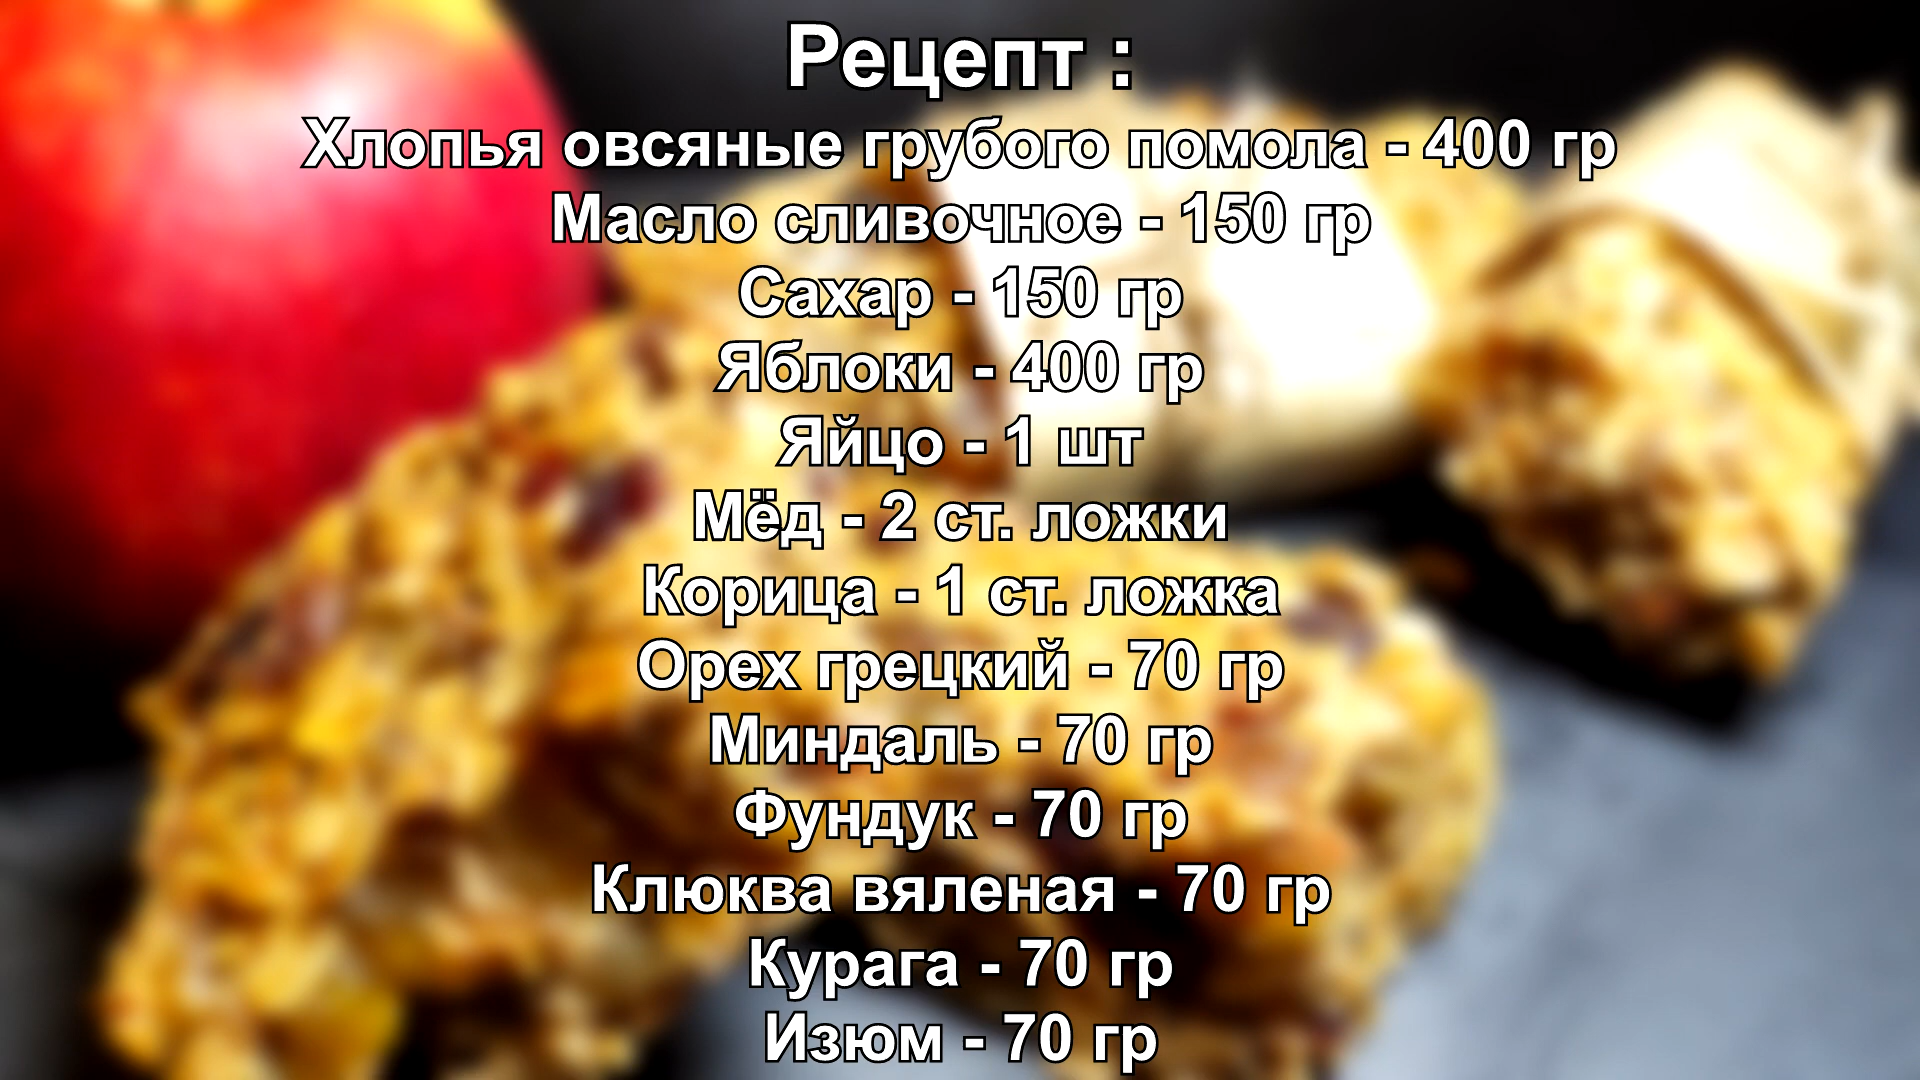 Рецепт :
Хлопья овсяные грубого помола - 400 гр
Масло сливочное - 150 гр
Сахар - 150 гр
Яблоки - 400 гр
Яйцо - 1 шт
Мёд - 2 ст. ложки
Корица - 1 ст. ложка
Орех грецкий - 70 гр
Миндаль - 70 гр
Фундук - 70 гр
Клюква вяленая - 70 гр
Курага - 70 гр
Изюм - 70 гр